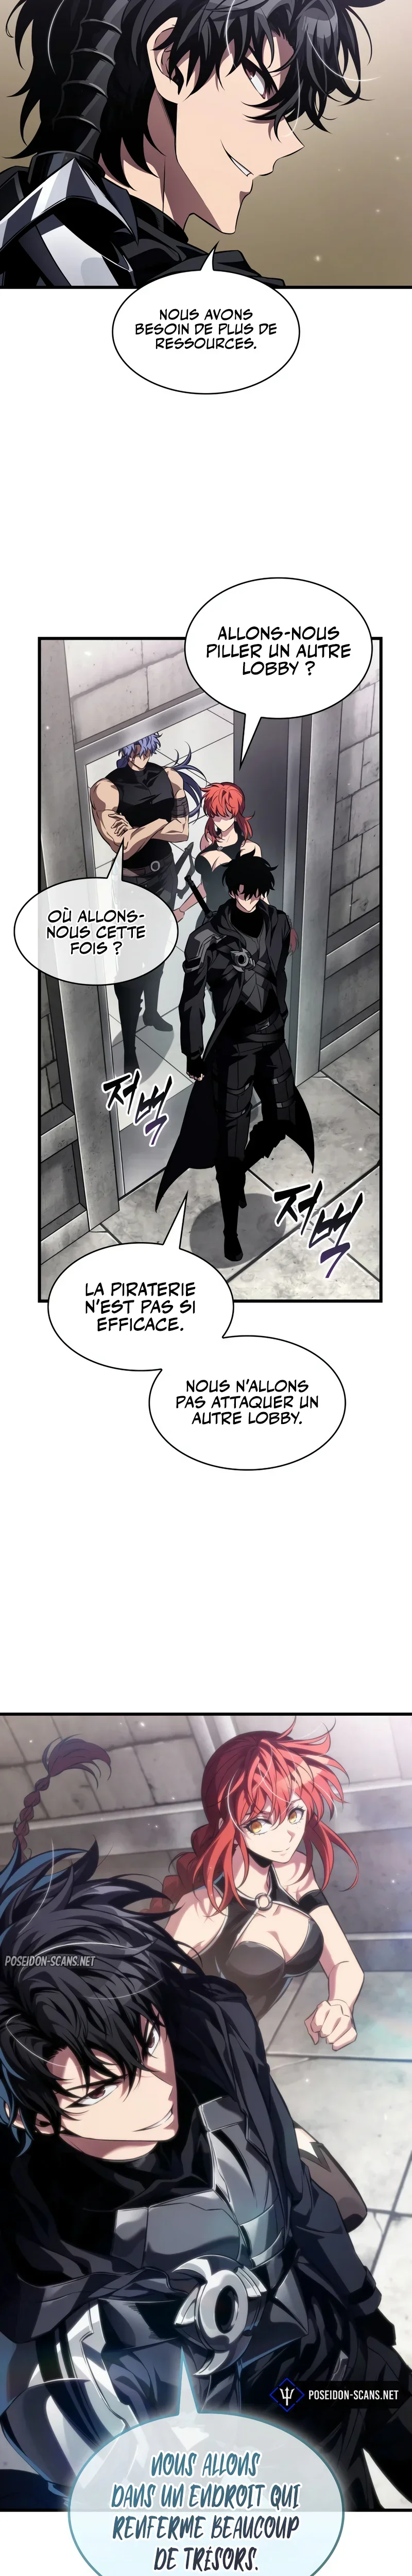 NOUS AVONS
BESOIN DE PLUS DE
RESSOURCES.
ALLONS-NOUS
PILLER UN AUTRE
LOBBY ?
OÙ ALLONS-
NOUS CETTE
FOIS ?
저벅
저벅
LA PIRATERIE
N'EST PAS SI
EFFICACE.
NOUS N'ALLONS
PAS ATTAQUER UN
AUTRE LOBBY.
POSEIDON-SCANS.NET
POSEIDON-SCANS.NET
NOUS ALLONS
DANS UN ENDROIT QUI
RENFERME BEAUCOUP
DE TRÉSORS.